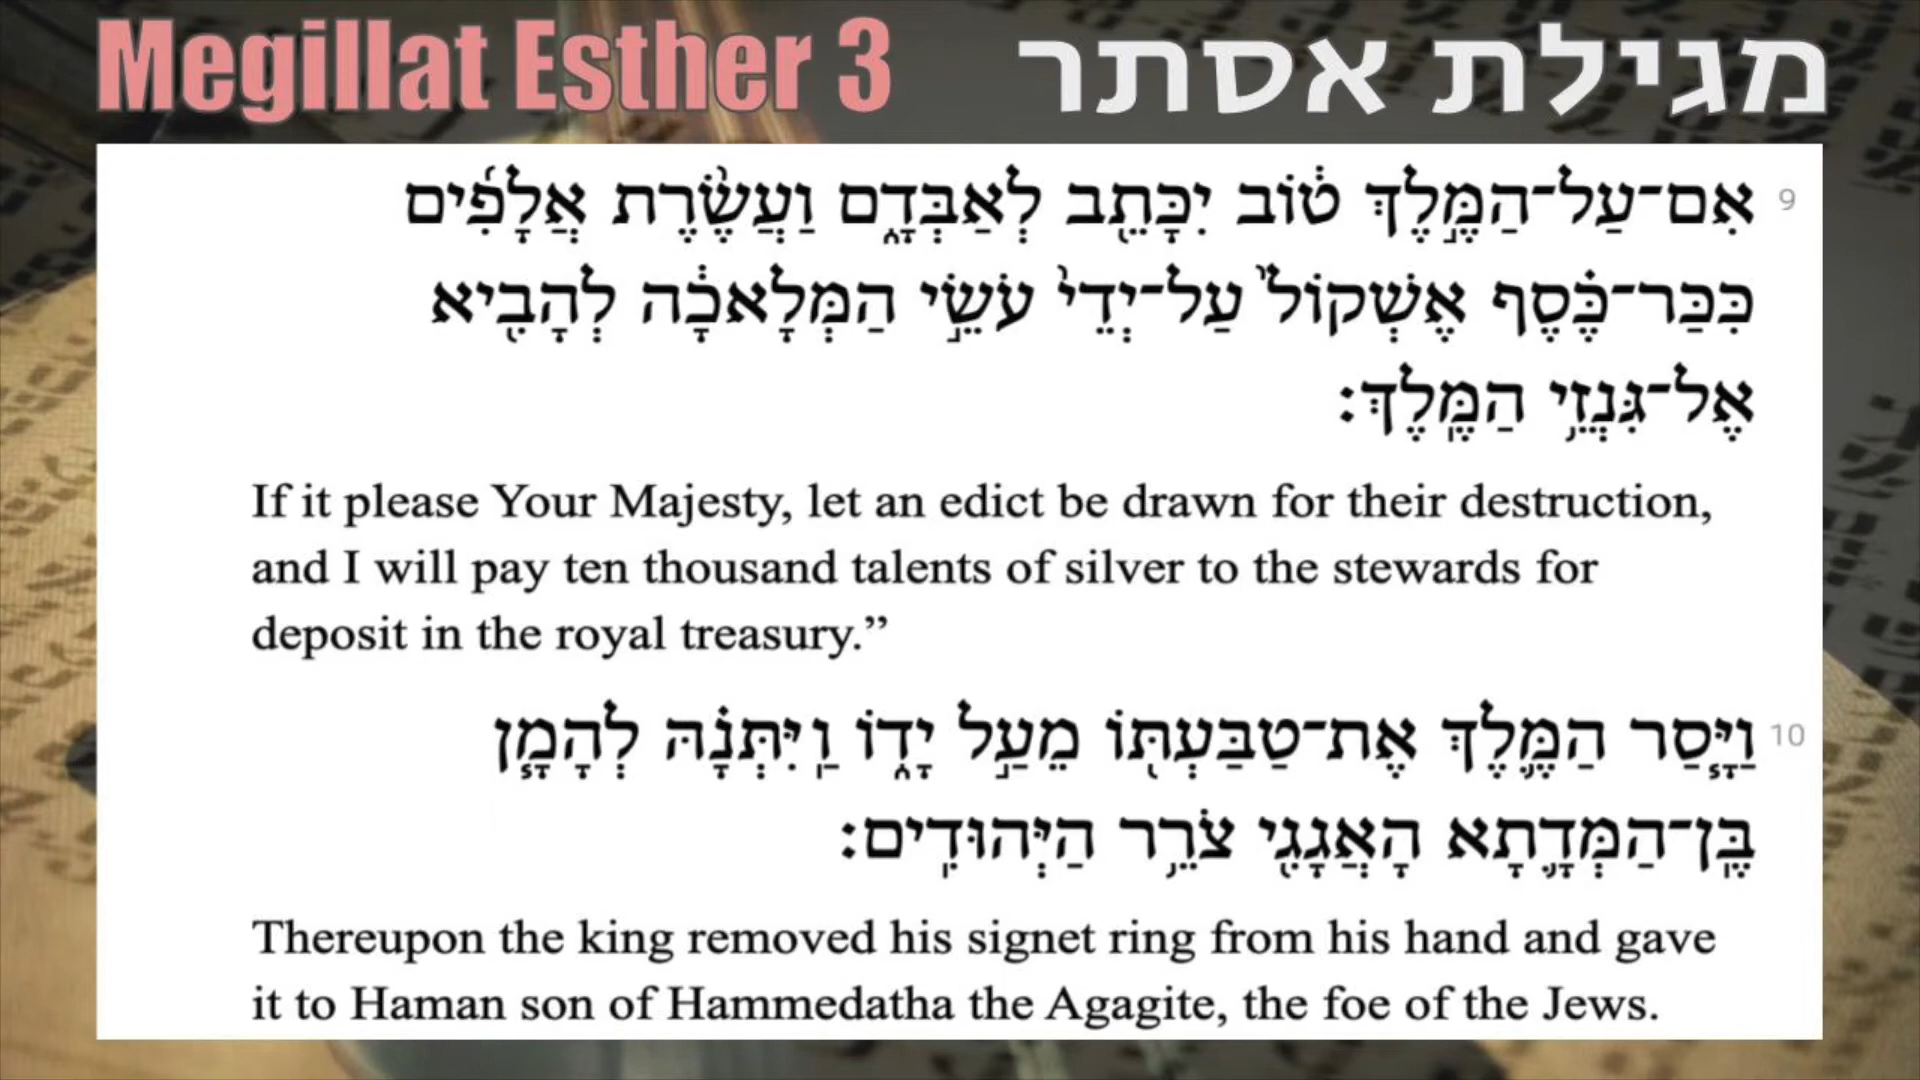 Megillat Esther 3 מגילת אסתר
9 אִם־עַל־הַמֶּ֣לֶךְ ט֔וֹב יִכָּתֵ֖ב לְאַבְּדָ֑ם וַעֲשֶׂ֨רֶת אֲלָפִ֜ים
כִּכַּר־כֶּ֗סֶף אֶשְׁקוֹל֙ עַל־יְדֵי֙ עֹשֵׂ֣י הַמְּלָאכָ֔ה לְהָבִ֖יא
אֶל־גִּנְזֵ֥י הַמֶּֽלֶךְ׃
If it please Your Majesty, let an edict be drawn for their destruction,
and I will pay ten thousand talents of silver to the stewards for
deposit in the royal treasury.”
10 וַיָּ֧סַר הַמֶּ֛לֶךְ אֶת־טַבַּעְתּ֖וֹ מֵעַ֣ל יָד֑וֹ וַֽיִּתְּנָ֗הּ לְהָמָ֧ן
בֶּֽן־הַמְּדָ֛תָא הָאֲגָגִ֖י צֹרֵ֥ר הַיְּהוּדִֽים׃
Thereupon the king removed his signet ring from his hand and gave
it to Haman son of Hammedatha the Agagite, the foe of the Jews.